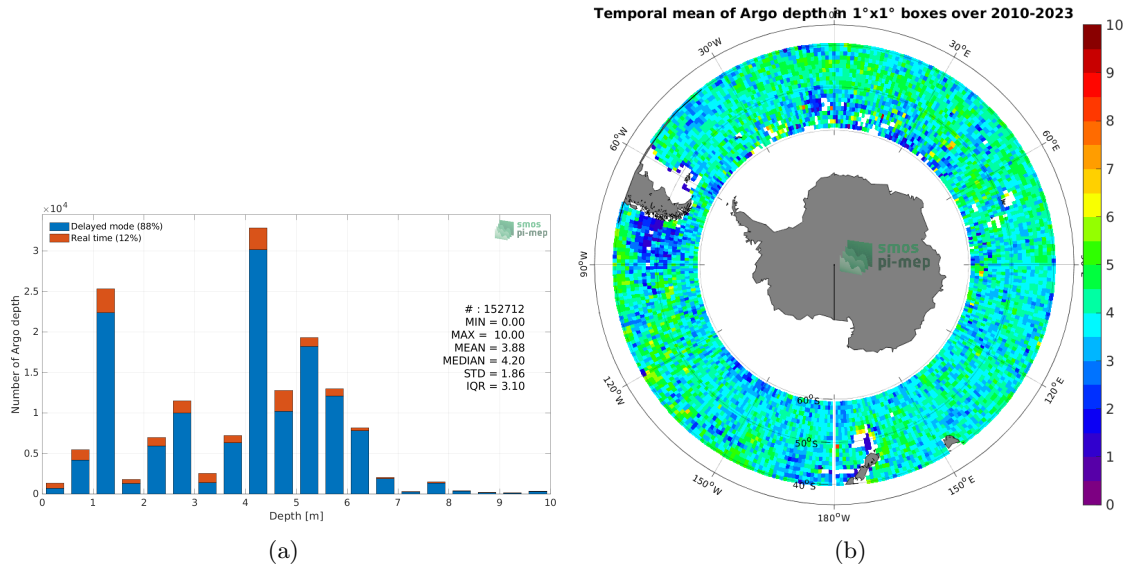 Temporal mean of Argo depth in 1°x1° boxes over 2010-2023
×10⁴
Delayed mode (88%)
Real time (12%)
smos
pi-mep
# : 152712
MIN = 0.00
MAX = 10.00
MEAN = 3.88
MEDIAN = 4.20
STD = 1.86
IQR = 3.10
Number of Argo depth
3.5
3
2.5
2
1.5
1
0.5
0
0 1 2 3 4 5 6 7 8 9 10
Depth [m]
(a)
30°W
30°E
60°W
60°E
90°W
120°W
120°E
150°W
150°E
180°W
60°S
50°S
40°S
smos
pi-mep
10
9
8
7
6
5
4
3
2
1
0
(b)